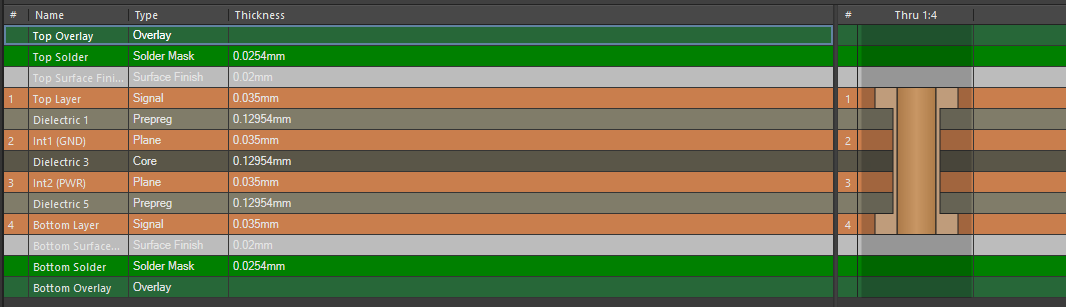 # Name Type Thickness # Thru 1:4
Top Overlay Overlay
Top Solder Solder Mask 0.0254mm
Top Surface Fini... Surface Finish 0.02mm
1 Top Layer Signal 0.035mm 1
Dielectric 1 Prepreg 0.12954mm
2 Int1 (GND) Plane 0.035mm 2
Dielectric 3 Core 0.12954mm
3 Int2 (PWR) Plane 0.035mm 3
Dielectric 5 Prepreg 0.12954mm
4 Bottom Layer Signal 0.035mm 4
Bottom Surface... Surface Finish 0.02mm
Bottom Solder Solder Mask 0.0254mm
Bottom Overlay Overlay